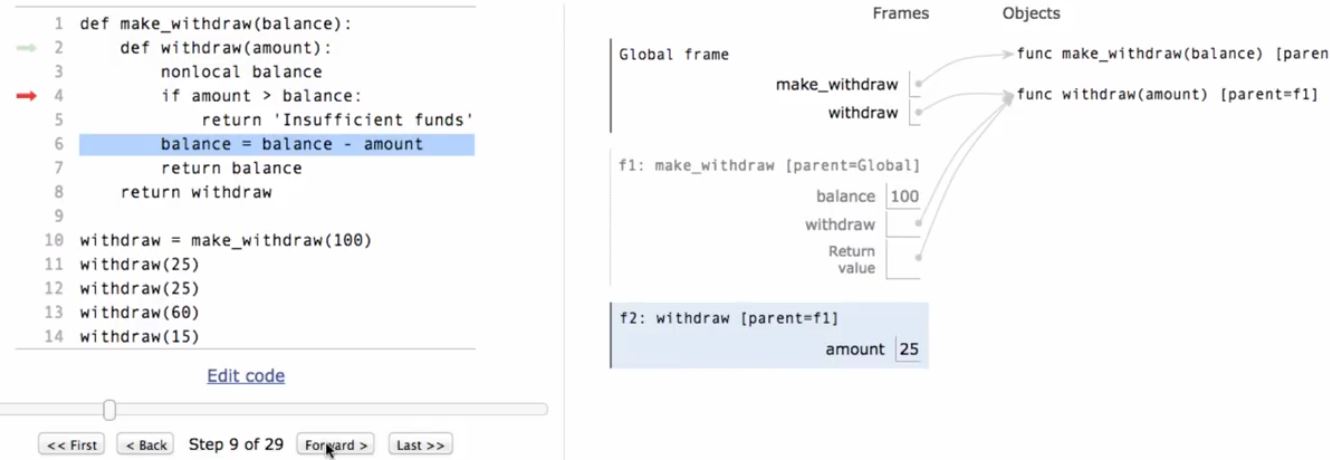 1 def make_withdraw(balance):
2     def withdraw(amount):
3         nonlocal balance
4         if amount > balance:
5             return 'Insufficient funds'
6         balance = balance - amount
7         return balance
8     return withdraw
9
10 withdraw = make_withdraw(100)
11 withdraw(25)
12 withdraw(25)
13 withdraw(60)
14 withdraw(15)
Edit code
<< First < Back Step 9 of 29 Forward > Last >>
Frames Objects
Global frame
make_withdraw
withdraw
func make_withdraw(balance) [paren
func withdraw(amount) [parent=f1]
f1: make_withdraw [parent=Global]
balance 100
withdraw
Return
value
f2: withdraw [parent=f1]
amount 25